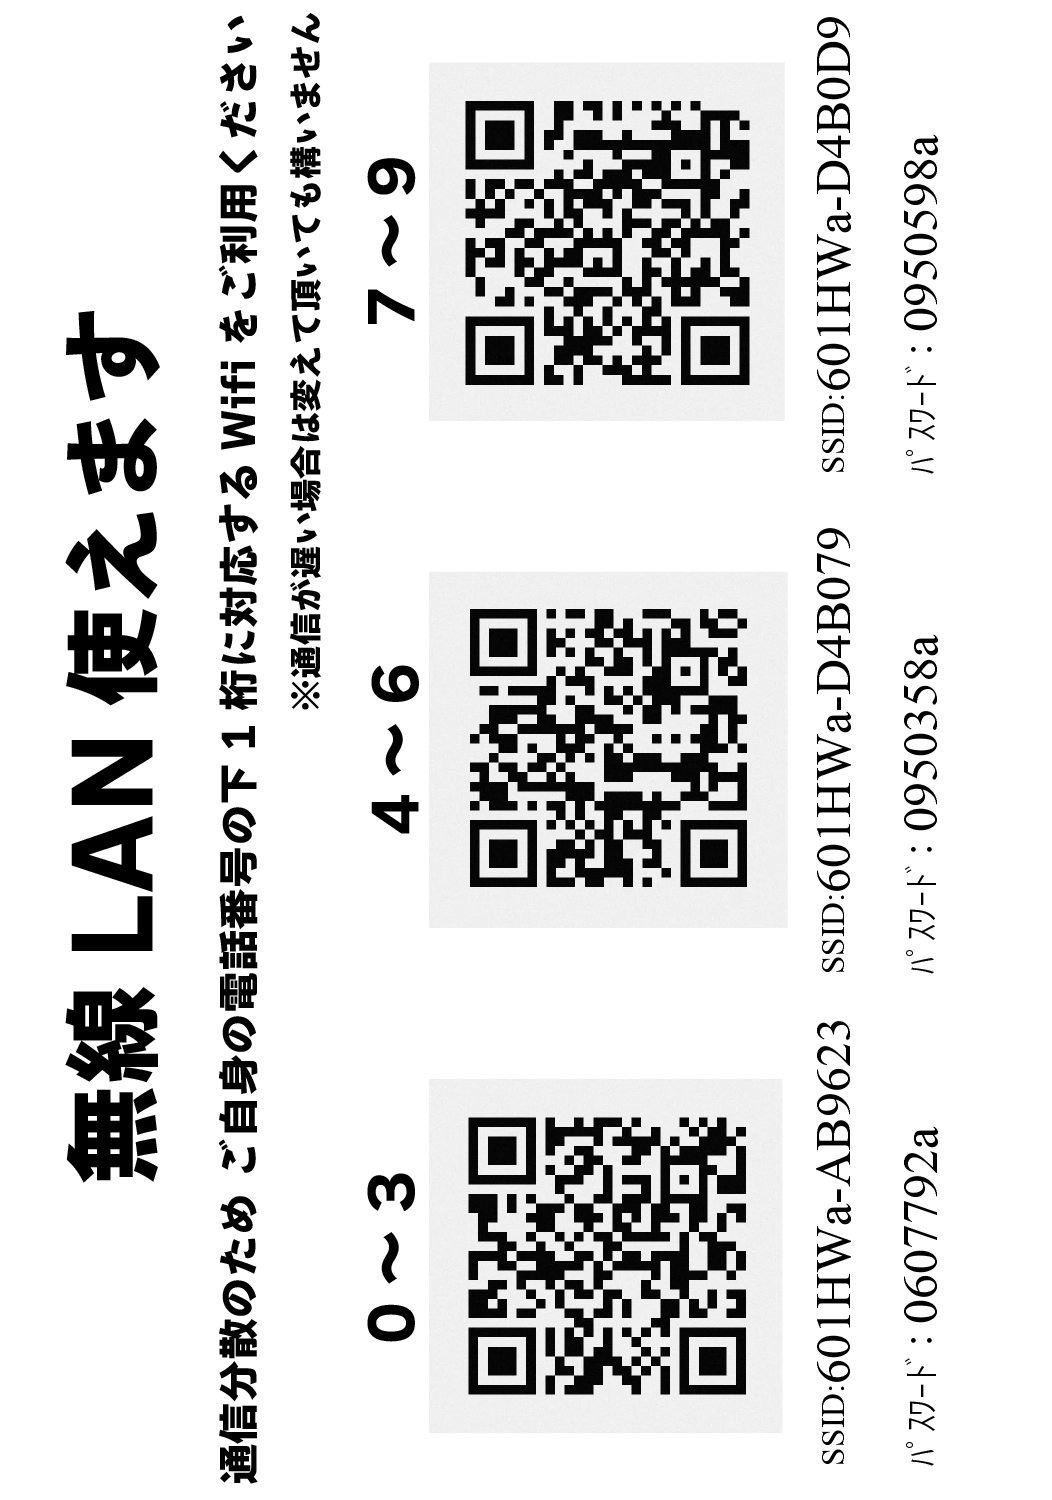 無線 LAN 使えます
通信分散のため ご自身の電話番号の下 1 桁に対応する Wifi をご利用ください
※通信が遅い場合は変えて頂いても構いません
0～3
4～6
7～9
SSID:601HWa-AB9623
SSID:601HWa-D4B079
SSID:601HWa-D4B0D9
ﾊﾟｽﾜｰﾄﾞ：0607792a
ﾊﾟｽﾜｰﾄﾞ：0950358a
ﾊﾟｽﾜｰﾄﾞ：0950598a